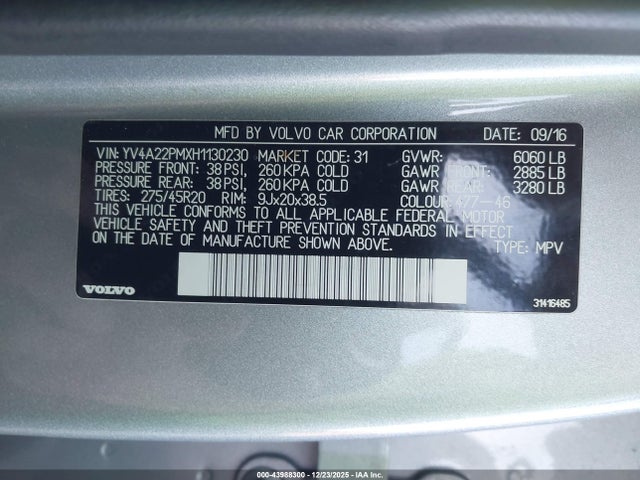 MFD BY VOLVO CAR CORPORATION DATE: 09/16
VIN: YV4A22PMXH1130230 MARKET CODE: 31 GVWR: 6060 LB
PRESSURE FRONT: 38 PSI, 260 KPA COLD GAWR FRONT: 2885 LB
PRESSURE REAR: 38 PSI, 260 KPA COLD GAWR REAR: 3280 LB
TIRES: 275/45R20 RIM: 9Jx20x38.5 COLOUR: 477-46
THIS VEHICLE CONFORMS TO ALL APPLICABLE FEDERAL MOTOR
VEHICLE SAFETY AND THEFT PREVENTION STANDARDS IN EFFECT
ON THE DATE OF MANUFACTURE SHOWN ABOVE. TYPE: MPV
VOLVO 31416485
000-43988300 - 12/23/2025 - IAA Inc.